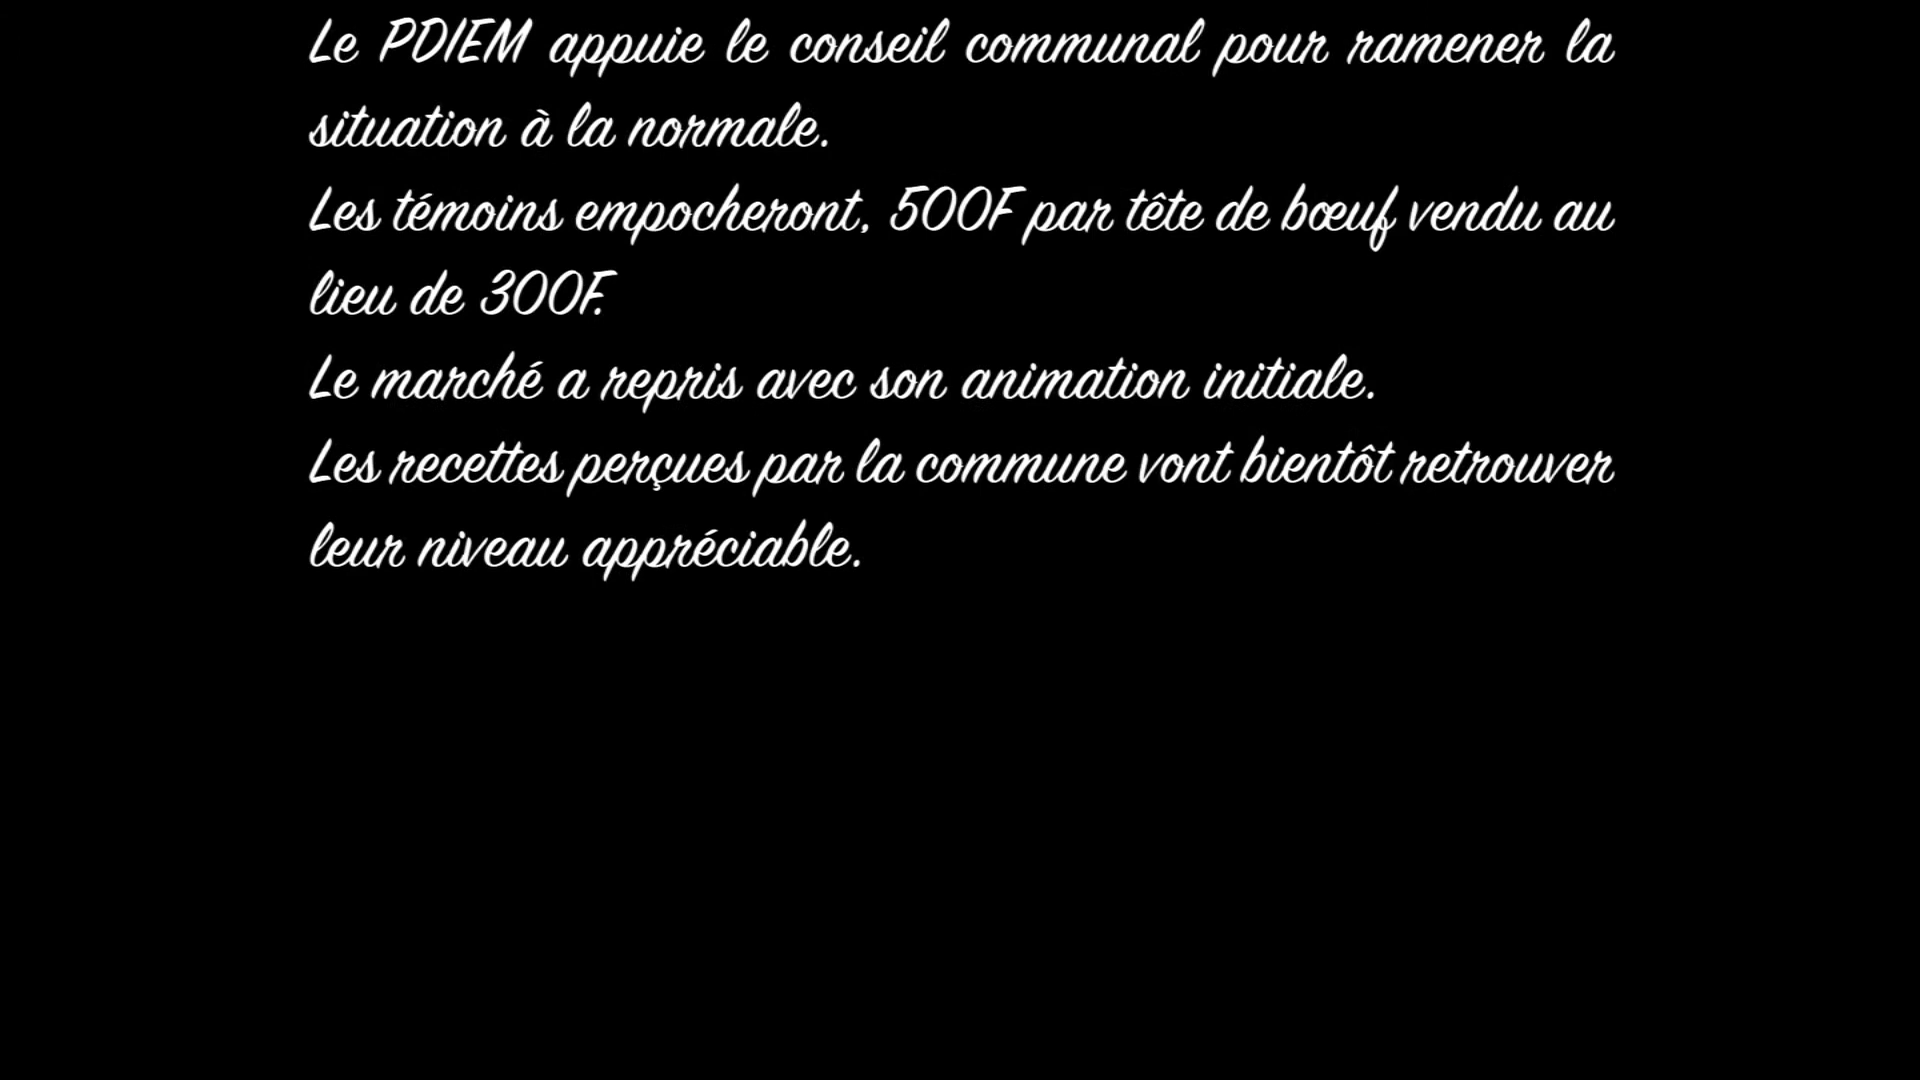 Le PDIEM appuie le conseil communal pour ramener la
situation à la normale.
Les témoins empocheront, 500F par tête de bœuf vendu au
lieu de 300F.
Le marché a repris avec son animation initiale.
Les recettes perçues par la commune vont bientôt retrouver
leur niveau appréciable.